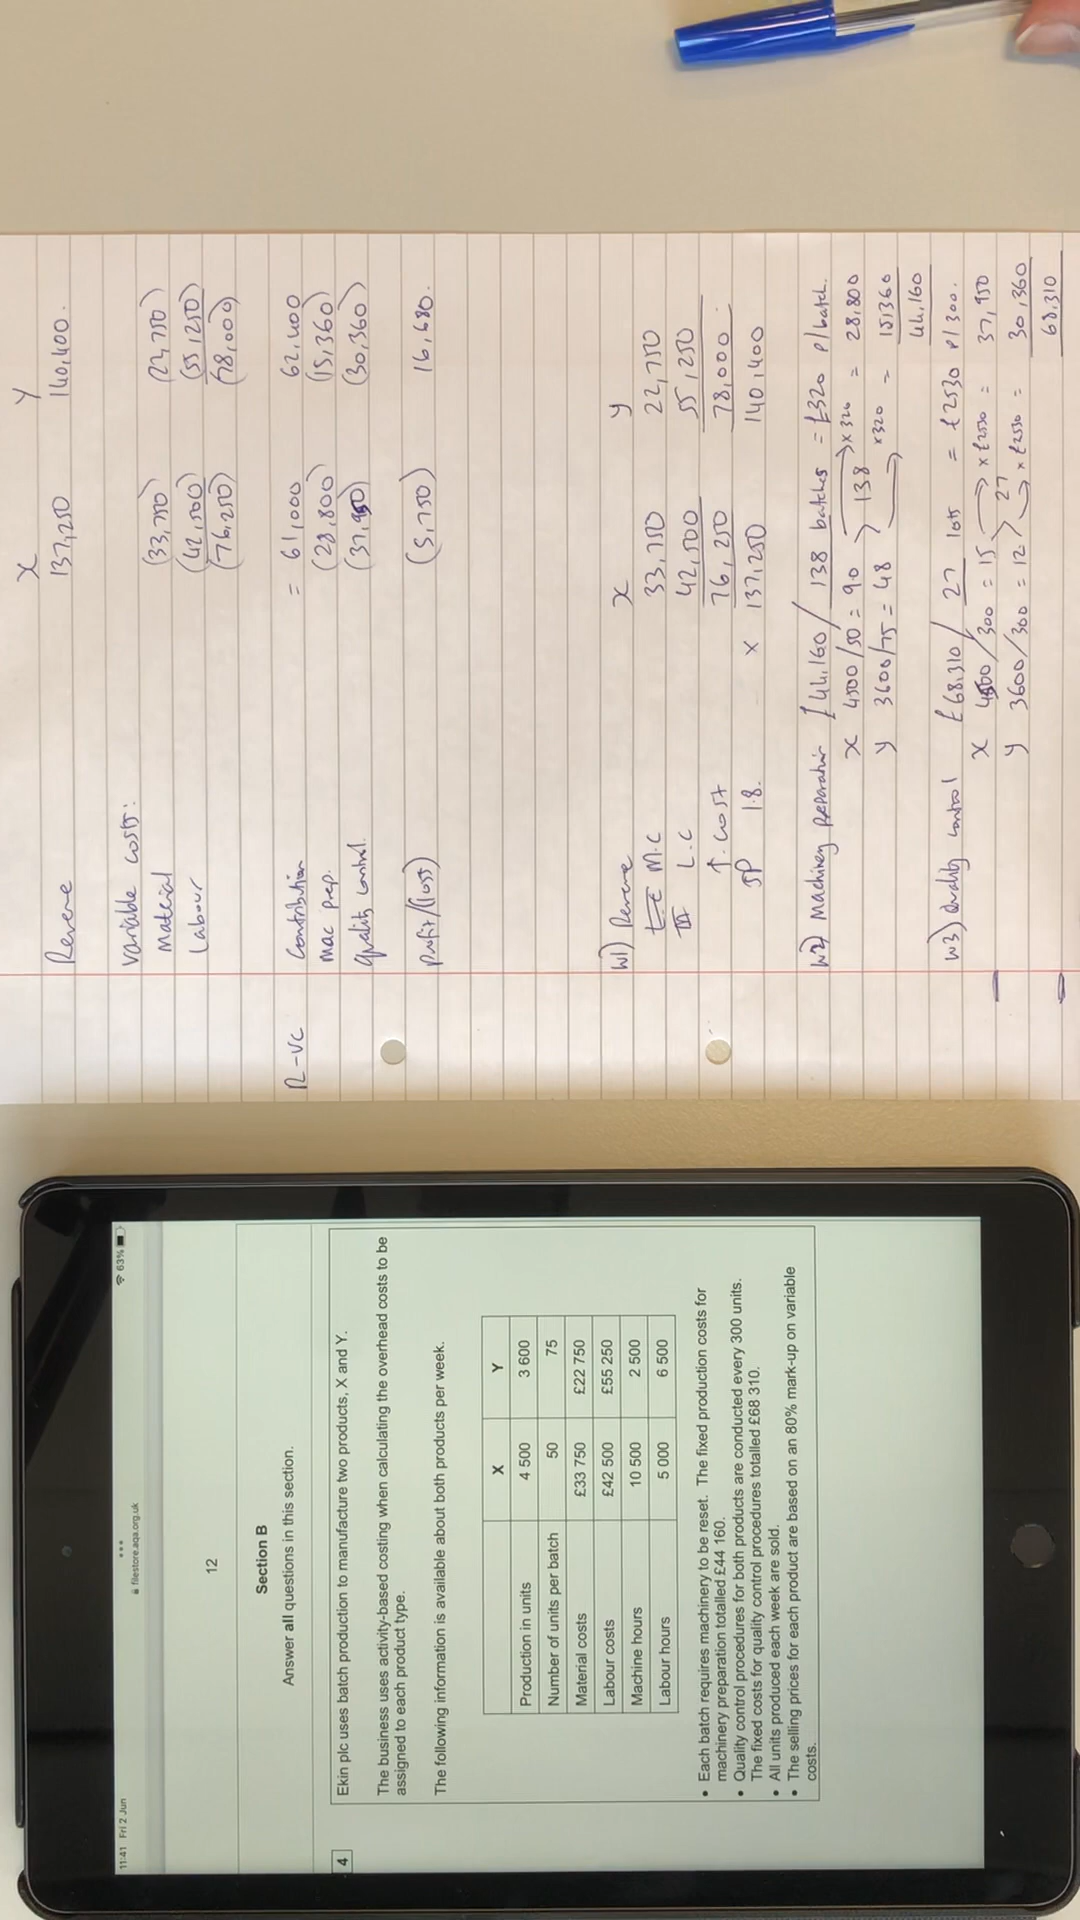 X Y
Revenue 137,250 140,400.
Variable costs:
Material (33,750) (22,750)
Labour (42,500) (55,250)
(76,250) (78,000)
R-VC Contribution = 61,000 62,400
mac prep. (28,800) (15,360)
Quality control. (37,950) (30,360)
profit/(loss) (5,750) 16,680.
W1) Revenue X Y
M.C 33,750 22,750
L.C 42,500 55,250
↑.Cost 76,250 78,000.
SP 1.8. X 137,250 140,400
W2) Machinery preparation £44,160 / 138 batches = £320 p/batch.
X 4500/50 = 90 138 x320 = 28,800
Y 3600/75 = 48 x320 = 15,360
44,160
W3) Quality control £68,310 / 27 lots = £2530 p/300.
X 4500/300 = 15 27 x £2530 = 37,950
Y 3600/300 = 12 x £2530 = 30,360
68,310
11:41 Fri 2 Jun
•••
filestore.aqa.org.uk
63%
12
Section B
Answer all questions in this section.
4
Ekin plc uses batch production to manufacture two products, X and Y.
The business uses activity-based costing when calculating the overhead costs to be
assigned to each product type.
The following information is available about both products per week.
X Y
Production in units 4 500 3 600
Number of units per batch 50 75
Material costs £33 750 £22 750
Labour costs £42 500 £55 250
Machine hours 10 500 2 500
Labour hours 5 000 6 500
• Each batch requires machinery to be reset. The fixed production costs for
machinery preparation totalled £44 160.
• Quality control procedures for both products are conducted every 300 units.
The fixed costs for quality control procedures totalled £68 310.
• All units produced each week are sold.
• The selling prices for each product are based on an 80% mark-up on variable
costs.